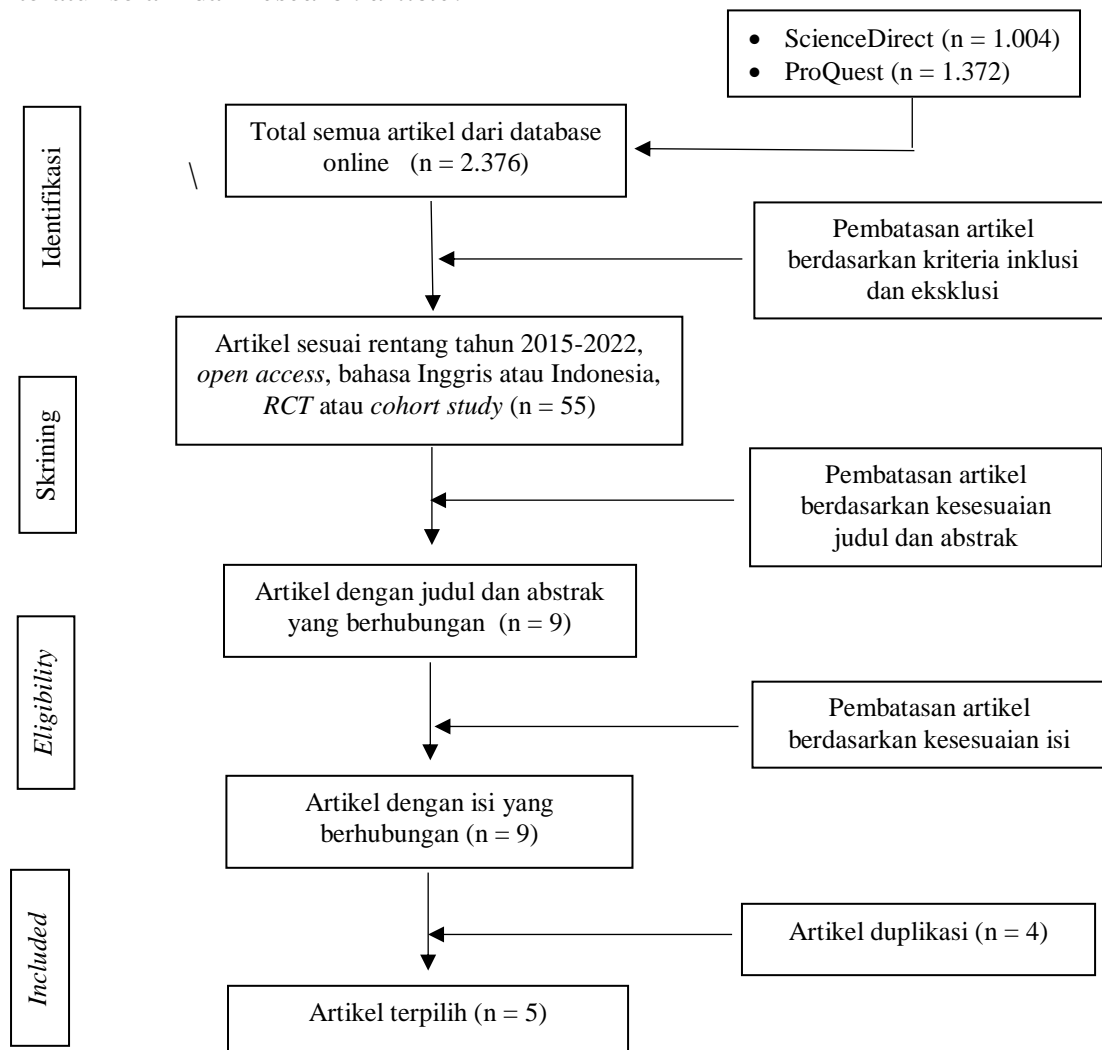 • ScienceDirect (n = 1.004)
• ProQuest (n = 1.372)
Identifikasi
Total semua artikel dari database
online (n = 2.376)
\
Pembatasan artikel
berdasarkan kriteria inklusi
dan eksklusi
Artikel sesuai rentang tahun 2015-2022,
open access, bahasa Inggris atau Indonesia,
RCT atau cohort study (n = 55)
Skrining
Pembatasan artikel
berdasarkan kesesuaian
judul dan abstrak
Artikel dengan judul dan abstrak
yang berhubungan (n = 9)
Eligibility
Pembatasan artikel
berdasarkan kesesuaian isi
Artikel dengan isi yang
berhubungan (n = 9)
Included
Artikel duplikasi (n = 4)
Artikel terpilih (n = 5)